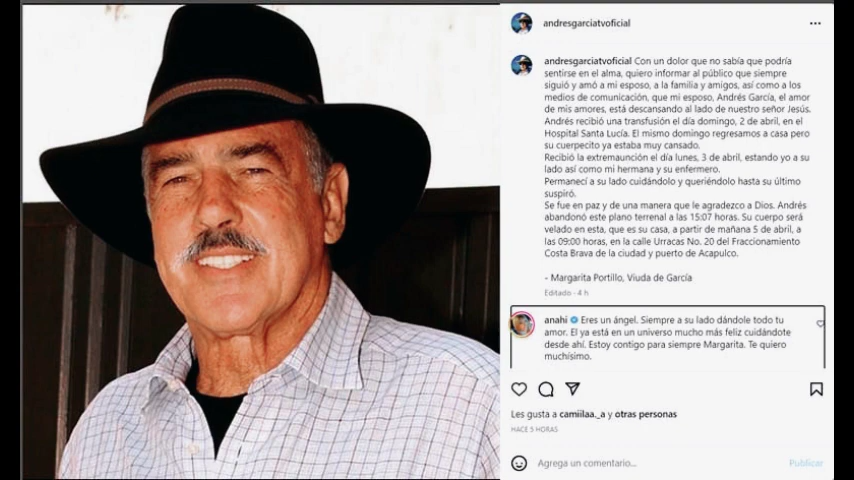 andresgarciatvoficial
andresgarciatvoficial Con un dolor que no sabía que podría
sentirse en el alma, quiero informar al público que siempre
siguió y amó a mi esposo, a la familia y amigos, así como a los
medios de comunicación, que mi esposo, Andrés García, el amor
de mis amores, está descansando al lado de nuestro señor Jesús.
Andrés recibió una transfusión el día domingo, 2 de abril, en el
Hospital Santa Lucía. El mismo domingo regresamos a casa pero
su cuerpecito ya estaba muy cansado.
Recibió la extremaunción el día lunes, 3 de abril, estando yo a su
lado así como mi hermana y su enfermero.
Permanecí a su lado cuidándolo y queriéndolo hasta su último
suspiró.
Se fue en paz y de una manera que le agradezco a Dios. Andrés
abandonó este plano terrenal a las 15:07 horas. Su cuerpo será
velado en esta, que es su casa, a partir de mañana 5 de abril, a
las 09:00 horas, en la calle Urracas No. 20 del Fraccionamiento
Costa Brava de la ciudad y puerto de Acapulco.
- Margarita Portillo, Viuda de García
Editado · 4 h
anahi Eres un ángel. Siempre a su lado dándole todo tu
amor. El ya está en un universo mucho más feliz cuidándote
desde ahí. Estoy contigo para siempre Margarita. Te quiero
muchísimo.
Les gusta a camiilaa._a y otras personas
HACE 5 HORAS
Agrega un comentario...
Publicar